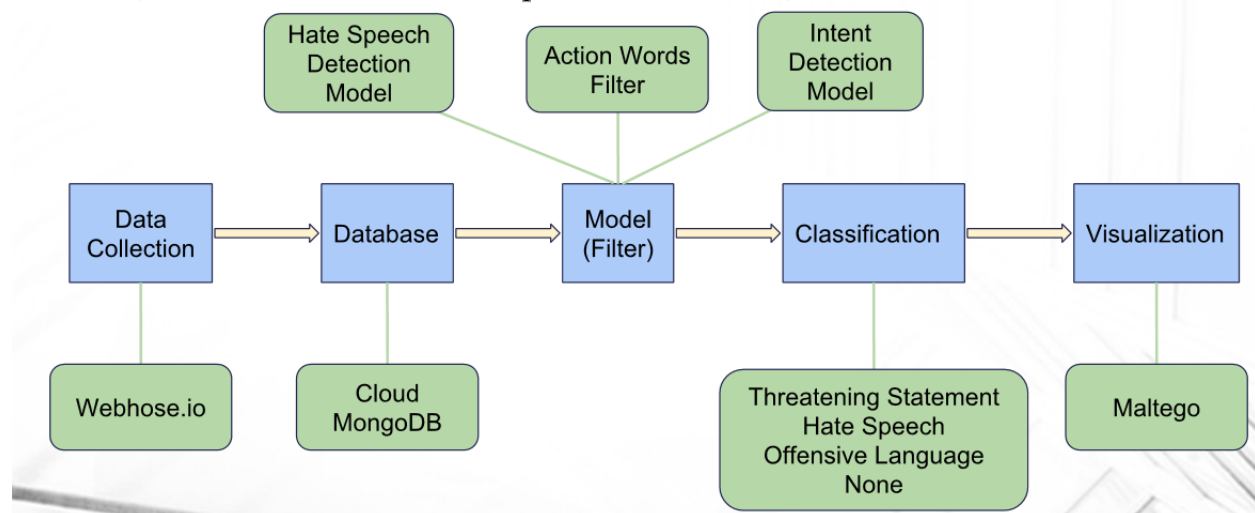 Hate Speech
Detection
Model
Action Words
Filter
Intent
Detection
Model
Data
Collection
Database
Model
(Filter)
Classification
Visualization
Webhose.io
Cloud
MongoDB
Threatening Statement
Hate Speech
Offensive Language
None
Maltego